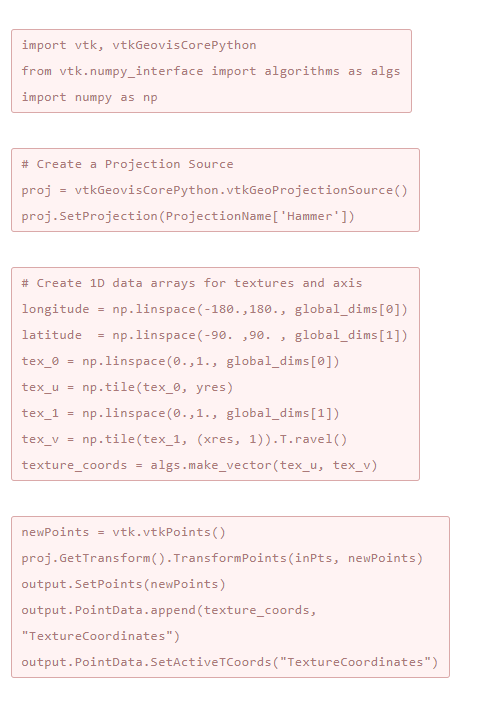 import vtk, vtkGeovisCorePython
from vtk.numpy_interface import algorithms as algs
import numpy as np
# Create a Projection Source
proj = vtkGeovisCorePython.vtkGeoProjectionSource()
proj.SetProjection(ProjectionName['Hammer'])
# Create 1D data arrays for textures and axis
longitude = np.linspace(-180.,180., global_dims[0])
latitude  = np.linspace(-90. ,90. , global_dims[1])
tex_0 = np.linspace(0.,1., global_dims[0])
tex_u = np.tile(tex_0, yres)
tex_1 = np.linspace(0.,1., global_dims[1])
tex_v = np.tile(tex_1, (xres, 1)).T.ravel()
texture_coords = algs.make_vector(tex_u, tex_v)
newPoints = vtk.vtkPoints()
proj.GetTransform().TransformPoints(inPts, newPoints)
output.SetPoints(newPoints)
output.PointData.append(texture_coords,
"TextureCoordinates")
output.PointData.SetActiveTCoords("TextureCoordinates")